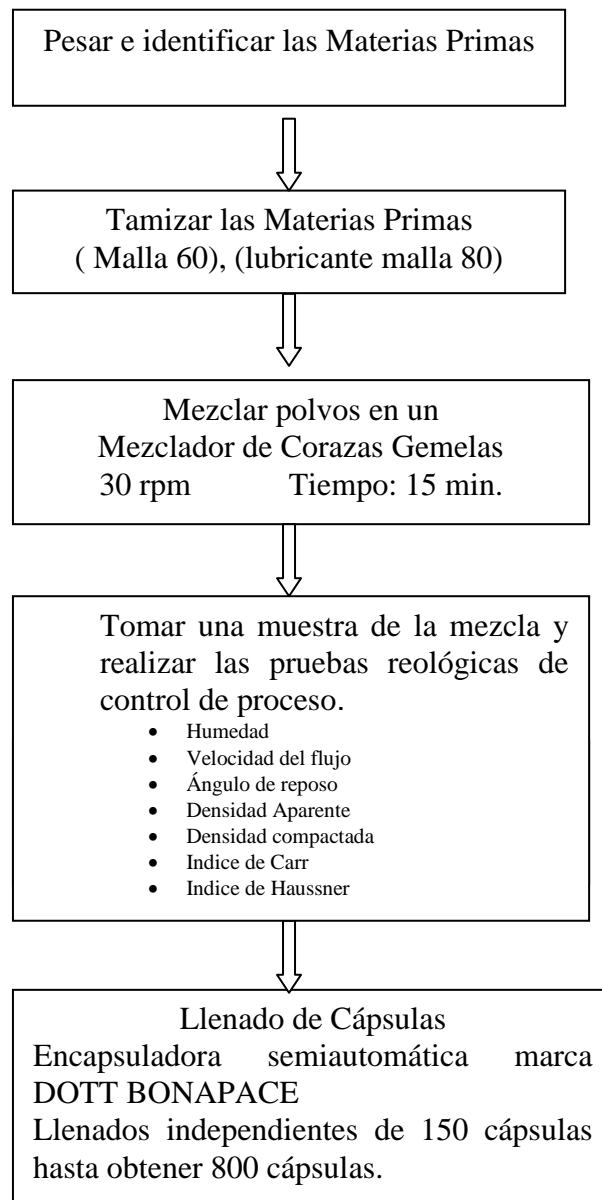 Pesar e identificar las Materias Primas
Tamizar las Materias Primas
( Malla 60), (lubricante malla 80)
Mezclar polvos en un
Mezclador de Corazas Gemelas
30 rpm Tiempo: 15 min.
Tomar una muestra de la mezcla y
realizar las pruebas reológicas de
control de proceso.
• Humedad
• Velocidad del flujo
• Ángulo de reposo
• Densidad Aparente
• Densidad compactada
• Indice de Carr
• Indice de Haussner
Llenado de Cápsulas
Encapsuladora semiautomática marca
DOTT BONAPACE
Llenados independientes de 150 cápsulas
hasta obtener 800 cápsulas.